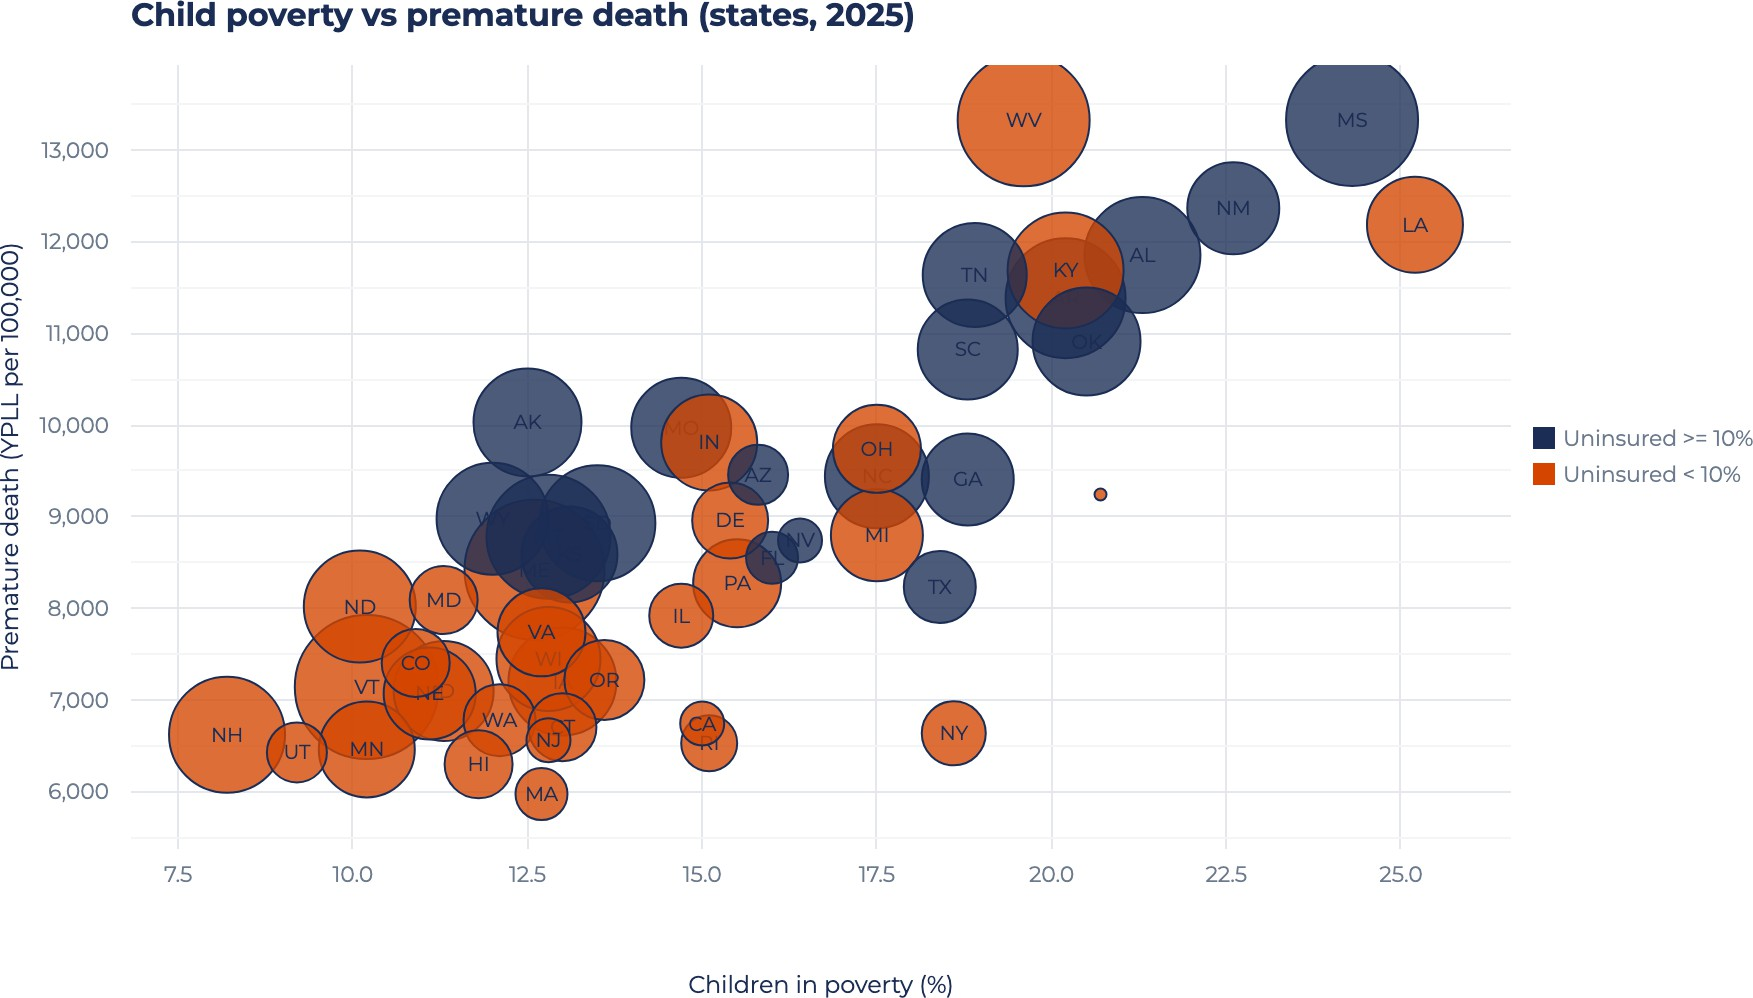 Child poverty vs premature death (states, 2025)
Premature death (YPLL per 100,000)
13,000
12,000
11,000
10,000
9,000
8,000
7,000
6,000
WV
MS
NM
LA
AL
KY
TN
OK
SC
AK
MO
IN
OH
AZ
NC
GA
DE
NV
MI
FL
PA
TX
ND
MD
IL
VA
WI
CO
OR
VT
NE
WA
CT
CA
RI
NY
NH
NJ
UT
MN
HI
MA
7.5
10.0
12.5
15.0
17.5
20.0
22.5
25.0
Children in poverty (%)
Uninsured >= 10%
Uninsured < 10%